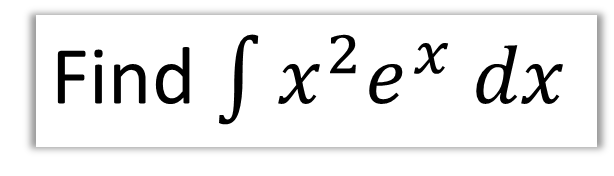 Find ∫ x²eˣ dx